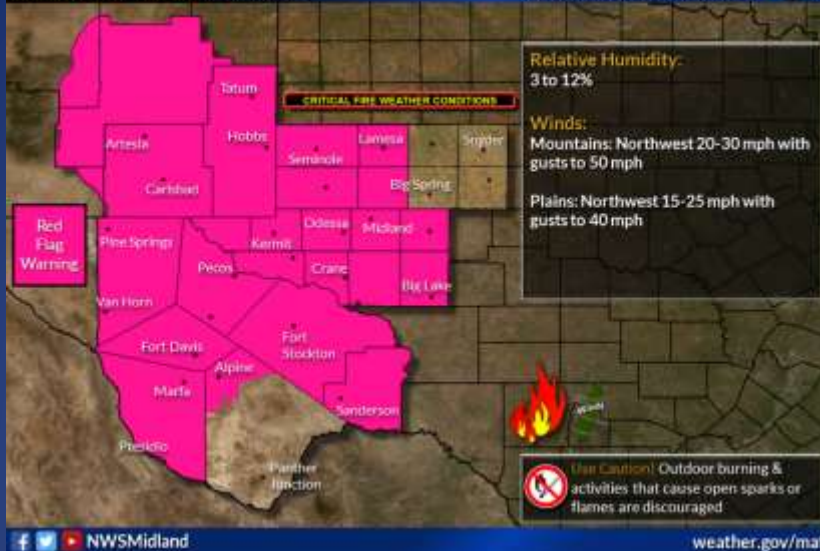 Tatum
CRITICAL FIRE WEATHER CONDITIONS
Artesia
Hobbs
Seminole
Lamesa
Snyder
Carlsbad
Big Spring
Red
Flag
Warning
Pine Springs
Kermit
Odessa
Midland
Pecos
Crane
Big Lake
Van Horn
Fort Davis
Fort
Stockton
Alpine
Marfa
Sanderson
Presidio
Panther
Junction
Relative Humidity:
3 to 12%
Winds:
Mountains: Northwest 20-30 mph with
gusts to 50 mph
Plains: Northwest 15-25 mph with
gusts to 40 mph
Use Caution! Outdoor burning &
activities that cause open sparks or
flames are discouraged
NWSMidland
weather.gov/maf